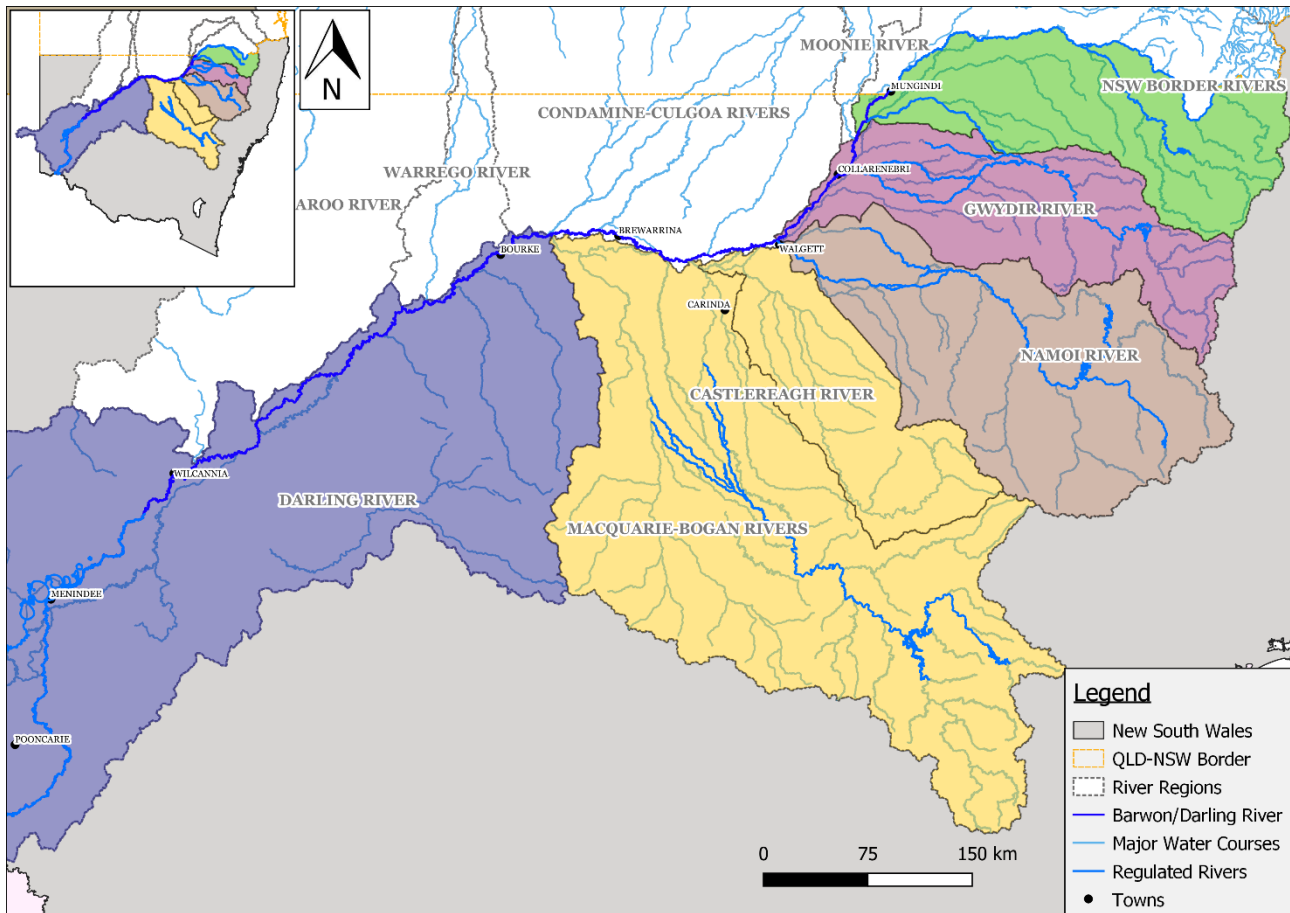 N
MOONIE RIVER
NSW BORDER RIVERS
MUNGINDI
CONDAMINE-CULGOA RIVERS
WARREGO RIVER
COLLARENEBRI
AROO RIVER
GWYDIR RIVER
BREWARRINA
BOURKE
WALGETT
CARINDA
NAMOI RIVER
CASTLEREAGH RIVER
WILCANNIA
DARLING RIVER
MACQUARIE-BOGAN RIVERS
MENINDEE
POONCARIE
Legend
New South Wales
QLD-NSW Border
River Regions
Barwon/Darling River
Major Water Courses
Regulated Rivers
Towns
0 75 150 km